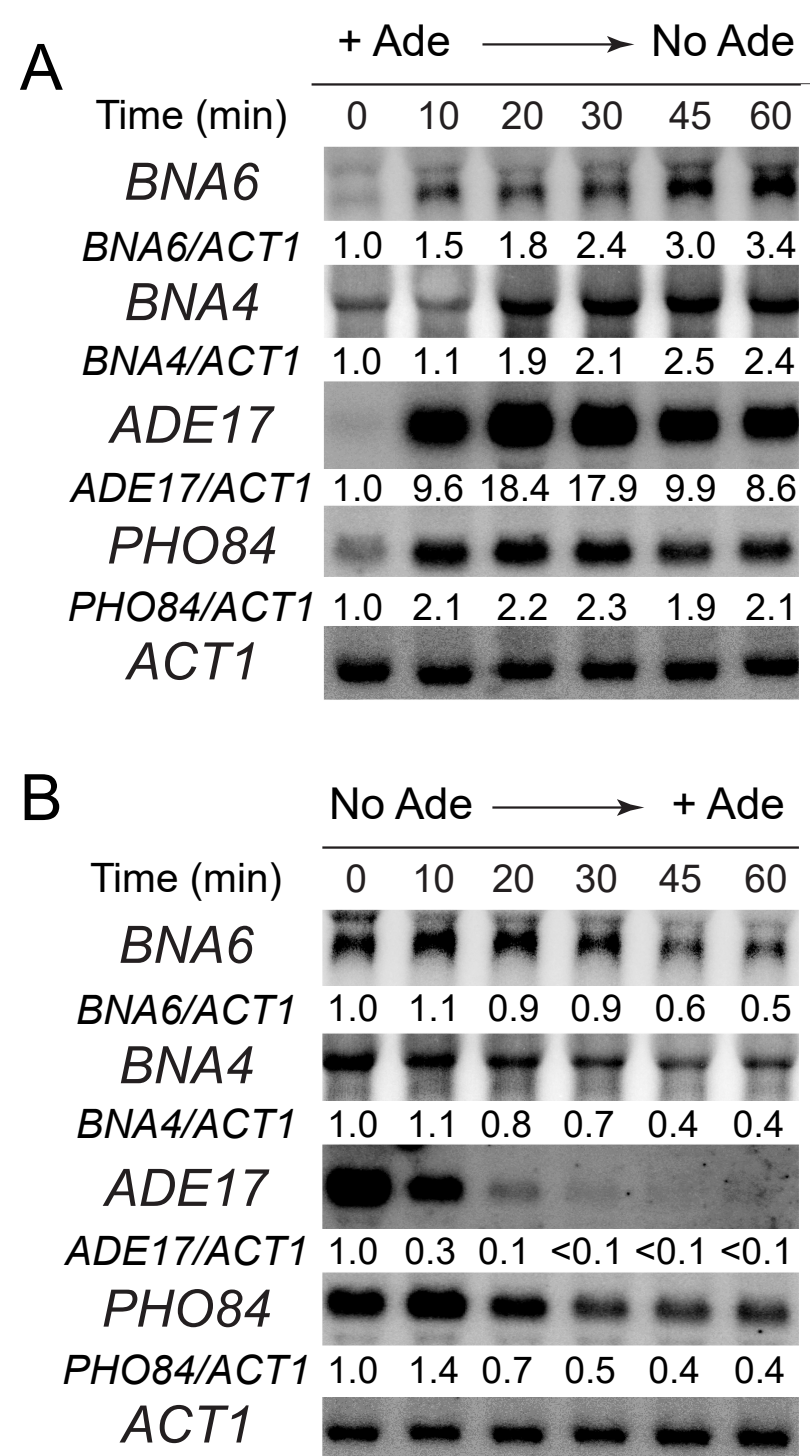 A
+ Ade → No Ade
Time (min) 0 10 20 30 45 60
BNA6
BNA6/ACT1 1.0 1.5 1.8 2.4 3.0 3.4
BNA4
BNA4/ACT1 1.0 1.1 1.9 2.1 2.5 2.4
ADE17
ADE17/ACT1 1.0 9.6 18.4 17.9 9.9 8.6
PHO84
PHO84/ACT1 1.0 2.1 2.2 2.3 1.9 2.1
ACT1
B
No Ade → + Ade
Time (min) 0 10 20 30 45 60
BNA6
BNA6/ACT1 1.0 1.1 0.9 0.9 0.6 0.5
BNA4
BNA4/ACT1 1.0 1.1 0.8 0.7 0.4 0.4
ADE17
ADE17/ACT1 1.0 0.3 0.1 <0.1 <0.1 <0.1
PHO84
PHO84/ACT1 1.0 1.4 0.7 0.5 0.4 0.4
ACT1